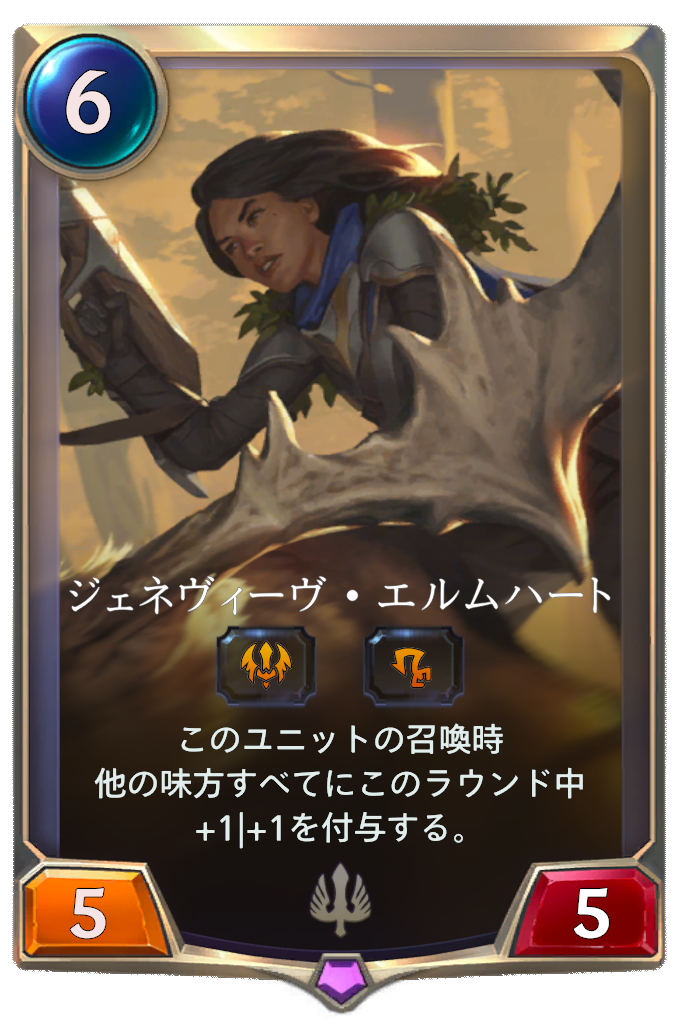 6
ジェネヴィーヴ・エルムハート
このユニットの召喚時
他の味方すべてにこのラウンド中
+1|+1を付与する。
5
5